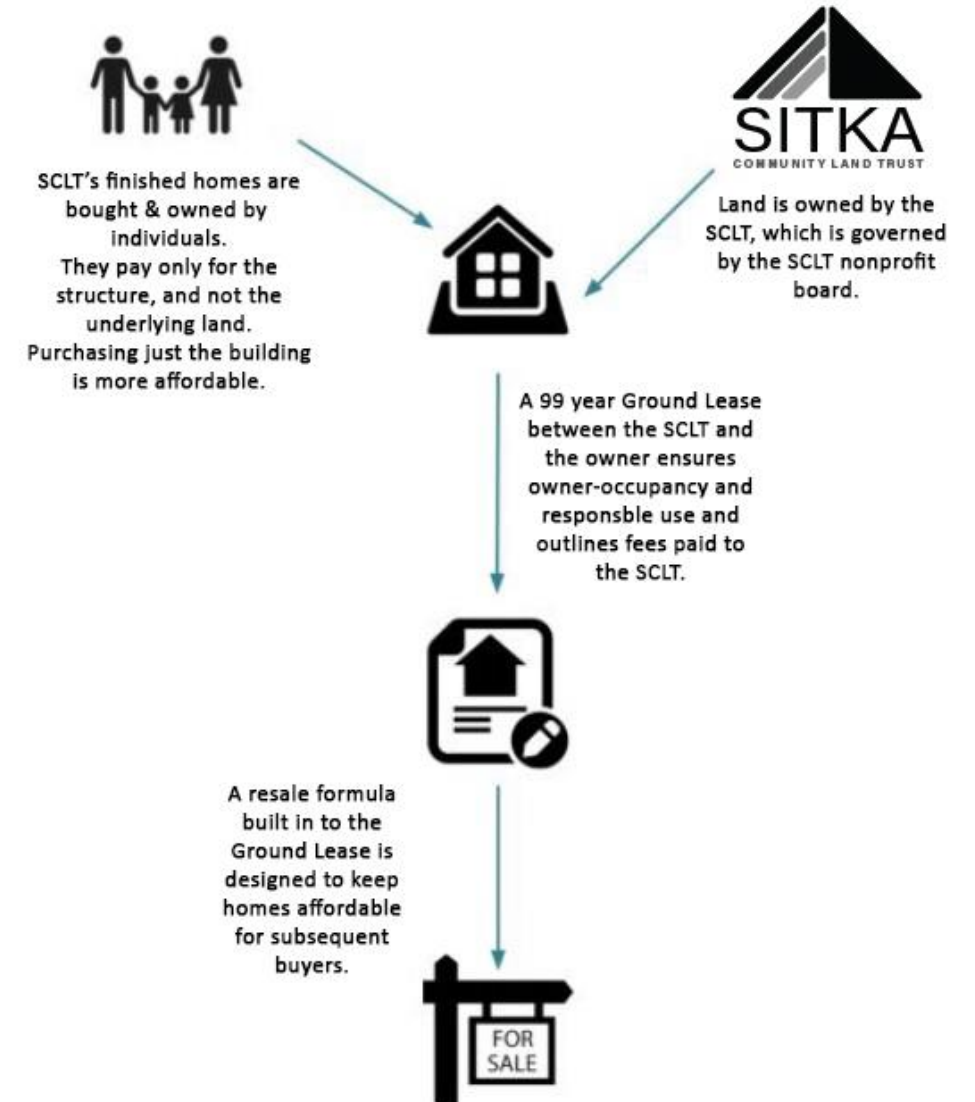 SITKA
COMMUNITY LAND TRUST
SCLT's finished homes are
bought & owned by
individuals.
They pay only for the
structure, and not the
underlying land.
Purchasing just the building
is more affordable.
Land is owned by the
SCLT, which is governed
by the SCLT nonprofit
board.
A 99 year Ground Lease
between the SCLT and
the owner ensures
owner-occupancy and
responsble use and
outlines fees paid to
the SCLT.
A resale formula
built in to the
Ground Lease is
designed to keep
homes affordable
for subsequent
buyers.
FOR
SALE